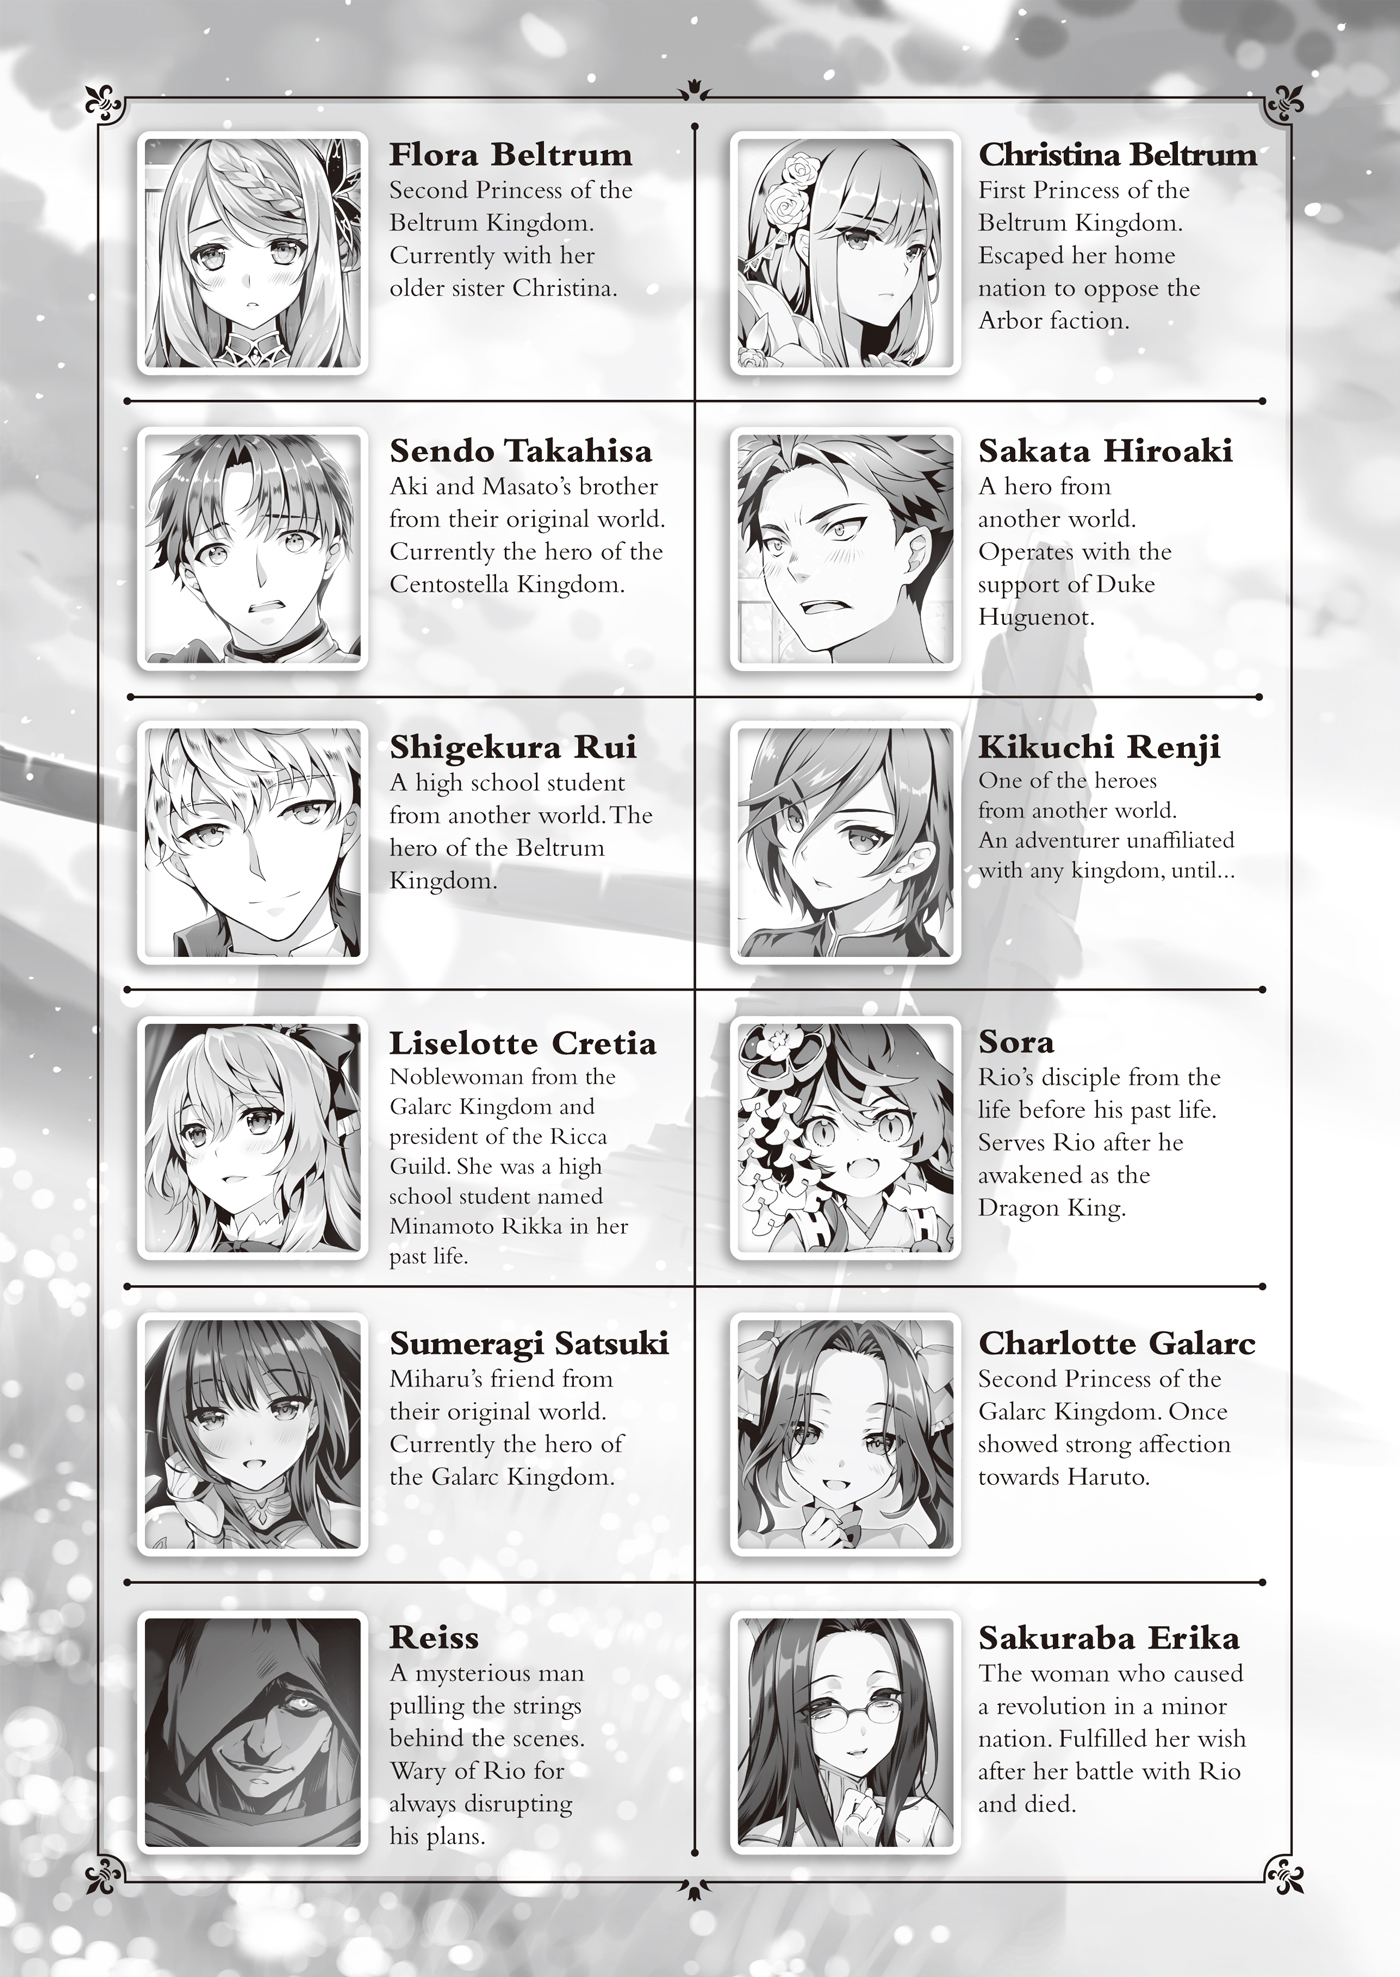 Flora Beltrum
Second Princess of the
Beltrum Kingdom.
Currently with her
older sister Christina.
Christina Beltrum
First Princess of the
Beltrum Kingdom.
Escaped her home
nation to oppose the
Arbor faction.
Sendo Takahisa
Aki and Masato's brother
from their original world.
Currently the hero of the
Centostella Kingdom.
Sakata Hiroaki
A hero from
another world.
Operates with the
support of Duke
Huguenot.
Shigekura Rui
A high school student
from another world. The
hero of the Beltrum
Kingdom.
Kikuchi Renji
One of the heroes
from another world.
An adventurer unaffiliated
with any kingdom, until...
Liselotte Cretia
Noblewoman from the
Galarc Kingdom and
president of the Ricca
Guild. She was a high
school student named
Minamoto Rikka in her
past life.
Sora
Rio's disciple from the
life before his past life.
Serves Rio after he
awakened as the
Dragon King.
Sumeragi Satsuki
Miharu's friend from
their original world.
Currently the hero of
the Galarc Kingdom.
Charlotte Galarc
Second Princess of the
Galarc Kingdom. Once
showed strong affection
towards Haruto.
Reiss
A mysterious man
pulling the strings
behind the scenes.
Wary of Rio for
always disrupting
his plans.
Sakuraba Erika
The woman who caused
a revolution in a minor
nation. Fulfilled her wish
after her battle with Rio
and died.